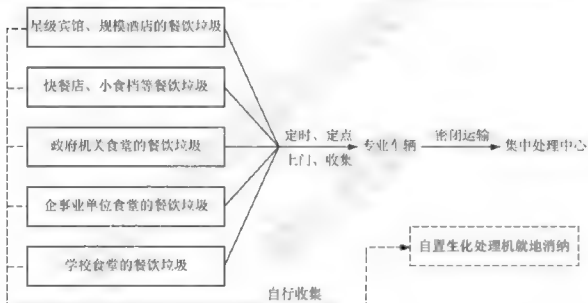 星级宾馆、规模酒店的餐饮垃圾
快餐店、小食档等餐饮垃圾
政府机关食堂的餐饮垃圾
企事业单位食堂的餐饮垃圾
学校食堂的餐饮垃圾
定时、定点
上门、收集
专业车辆
密闭运输
集中处理中心
自置生化处理机就地消纳
自行收集